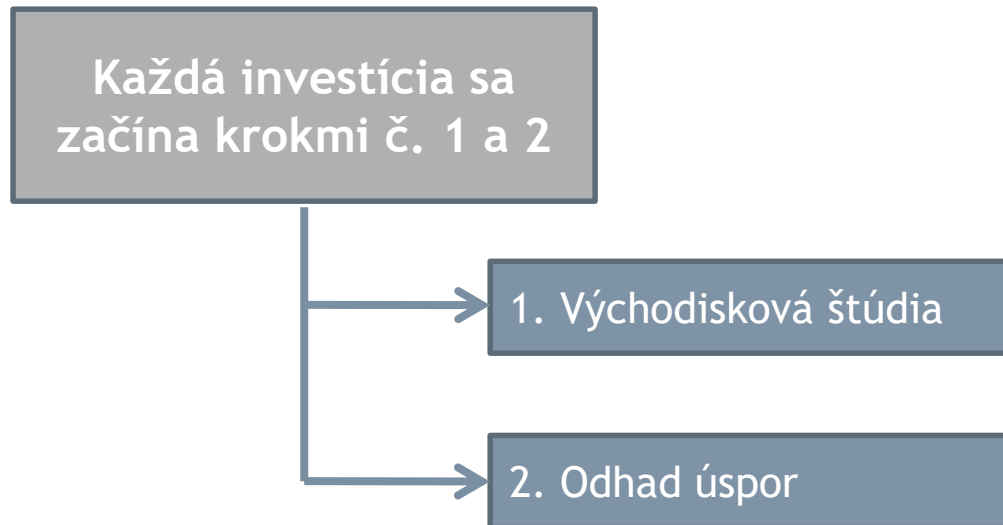 Každá investícia sa
začína krokmi č. 1 a 2
1. Východisková štúdia
2. Odhad úspor